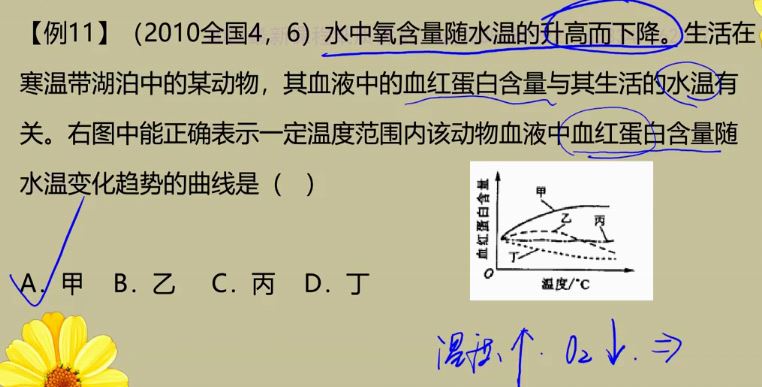 【例11】（2010全国4，6）水中氧含量随水温的升高而下降。生活在
寒温带湖泊中的某动物，其血液中的血红蛋白含量与其生活的水温有
关。右图中能正确表示一定温度范围内该动物血液中血红蛋白含量随
水温变化趋势的曲线是（ ）
血红蛋白含量
甲
乙
丙
丁
O
温度/℃
A. 甲 B. 乙 C. 丙 D. 丁
温度↑. O₂↓. ⇒